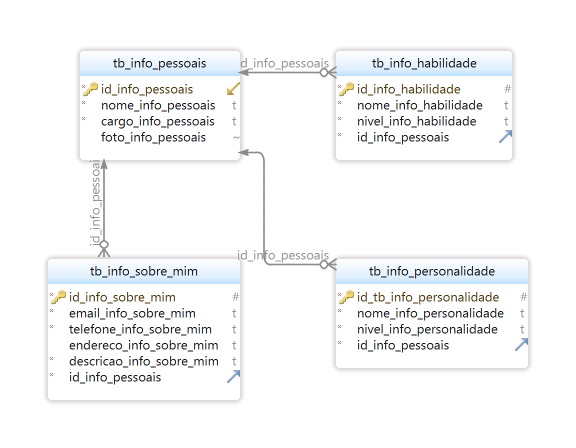 tb_info_pessoais
* id_info_pessoais
* nome_info_pessoais t
* cargo_info_pessoais t
foto_info_pessoais ~
id_info_pessoais
tb_info_habilidade
* id_info_habilidade #
* nome_info_habilidade t
* nivel_info_habilidade t
* id_info_pessoais
id_info_pessoais
id_info_pessoais
tb_info_sobre_mim
* id_info_sobre_mim #
* email_info_sobre_mim t
* telefone_info_sobre_mim t
endereco_info_sobre_mim t
* descricao_info_sobre_mim t
* id_info_pessoais
tb_info_personalidade
* id_tb_info_personalidade #
* nome_info_personalidade t
* nivel_info_personalidade t
* id_info_pessoais